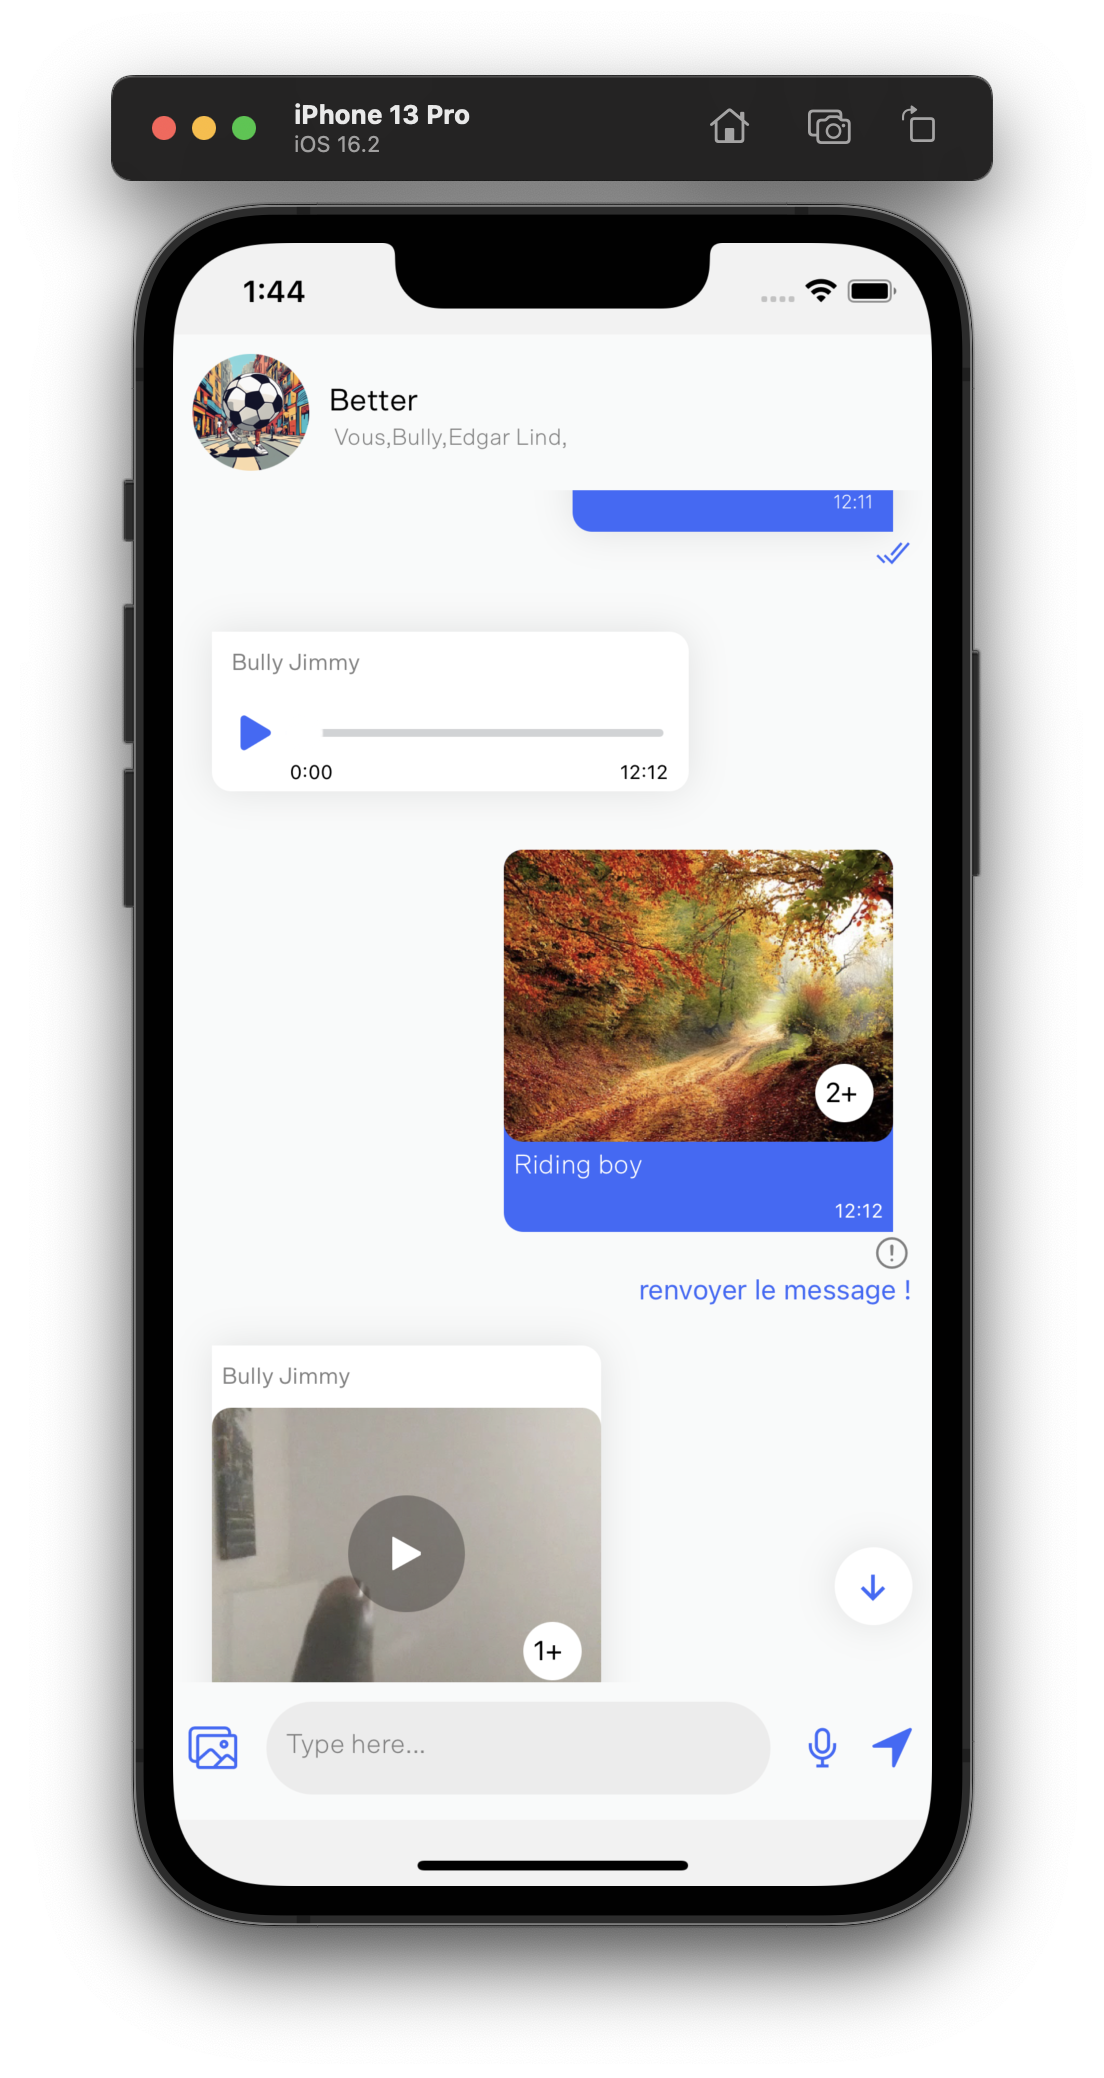 iPhone 13 Pro
iOS 16.2
1:44
Better
Vous,Bully,Edgar Lind,
12:11
Bully Jimmy
0:00 12:12
2+
Riding boy
12:12
renvoyer le message !
Bully Jimmy
1+
Type here...